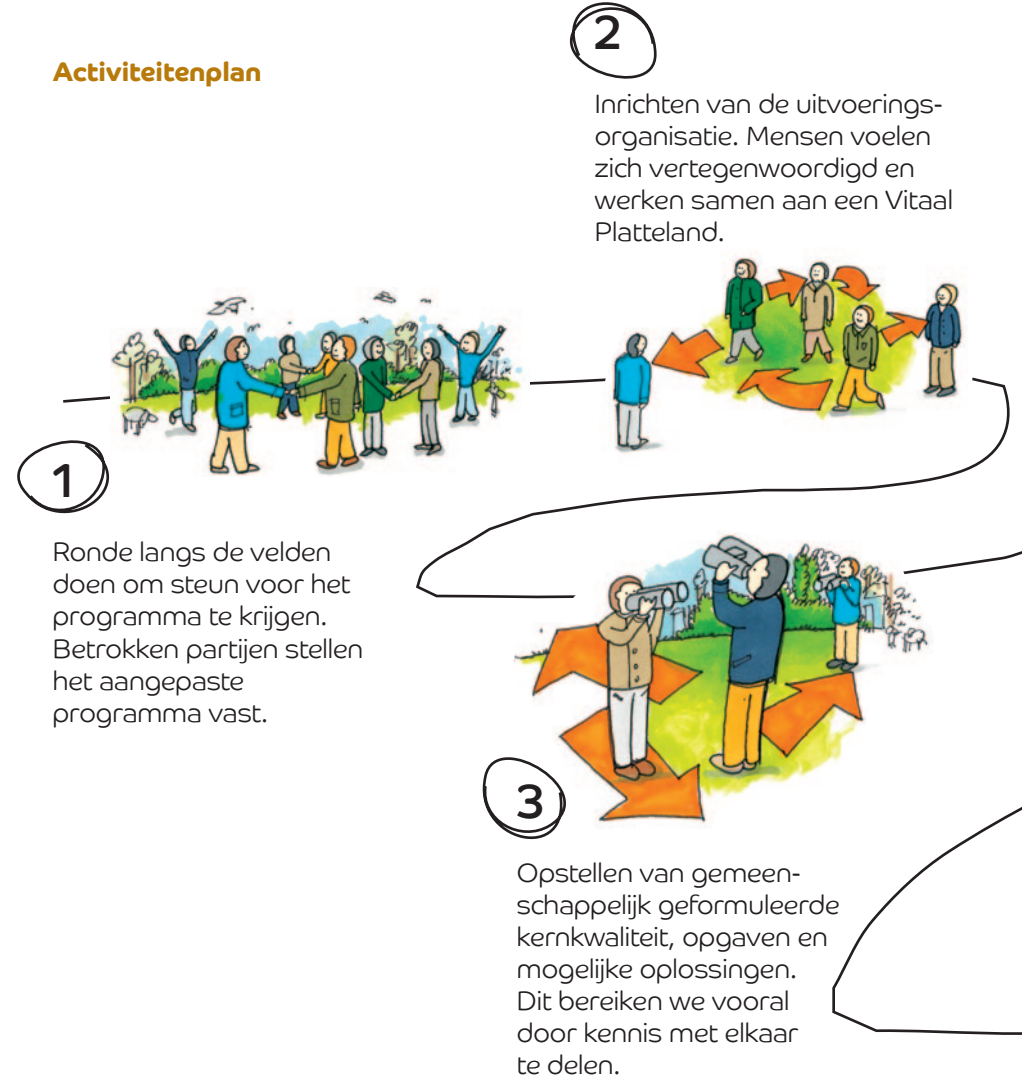 Activiteitenplan
1
Ronde langs de velden
doen om steun voor het
programma te krijgen.
Betrokken partijen stellen
het aangepaste
programma vast.
2
Inrichten van de uitvoerings-
organisatie. Mensen voelen
zich vertegenwoordigd en
werken samen aan een Vitaal
Platteland.
3
Opstellen van gemeen-
schappelijk geformuleerde
kernkwaliteit, opgaven en
mogelijke oplossingen.
Dit bereiken we vooral
door kennis met elkaar
te delen.